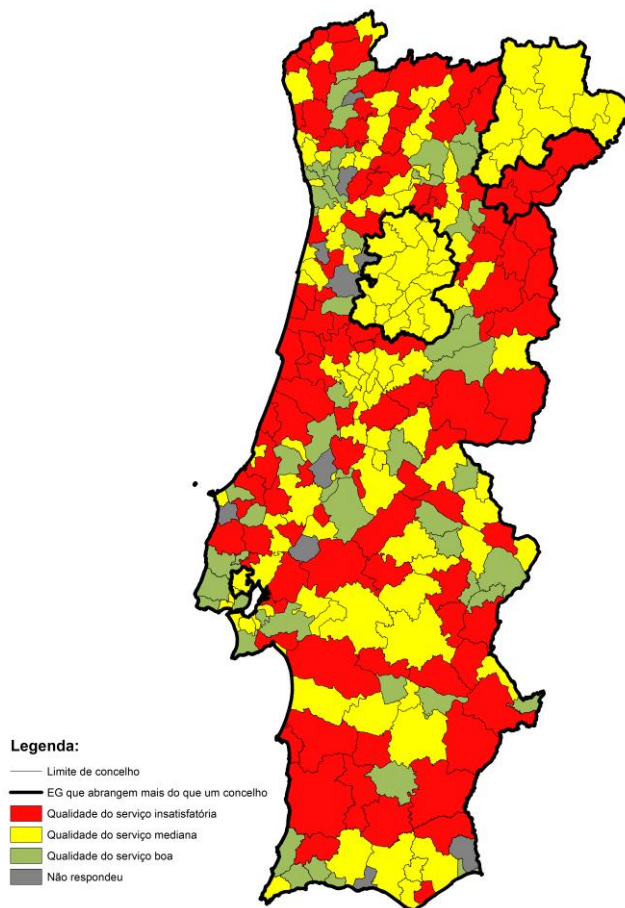 Legenda:
Limite de concelho
EG que abrangem mais do que um concelho
Qualidade do serviço insatisfatória
Qualidade do serviço mediana
Qualidade do serviço boa
Não respondeu